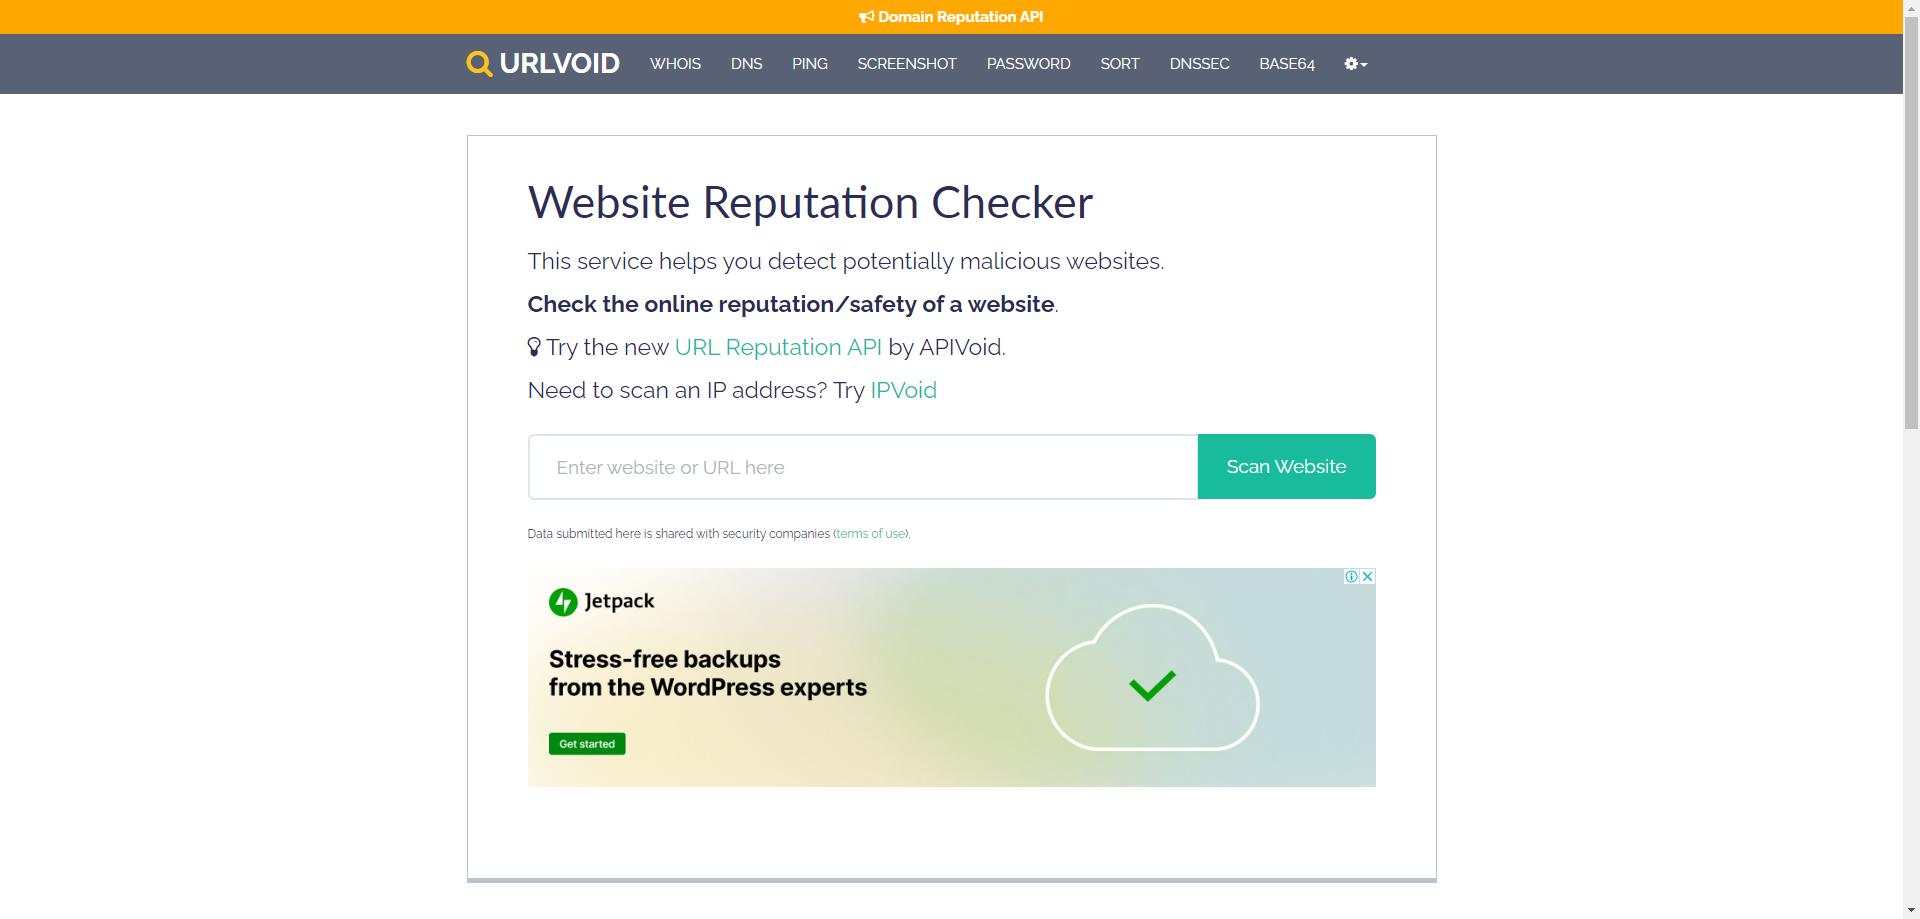 Domain Reputation API
URLVOID WHOIS DNS PING SCREENSHOT PASSWORD SORT DNSSEC BASE64
Website Reputation Checker
This service helps you detect potentially malicious websites.
Check the online reputation/safety of a website.
Try the new URL Reputation API by APIVoid.
Need to scan an IP address? Try IPVoid
Enter website or URL here
Scan Website
Data submitted here is shared with security companies (terms of use).
Jetpack
Stress-free backups
from the WordPress experts
Get started